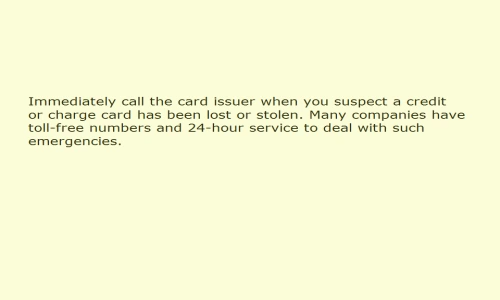 Immediately call the card issuer when you suspect a credit
or charge card has been lost or stolen. Many companies have
toll-free numbers and 24-hour service to deal with such
emergencies.